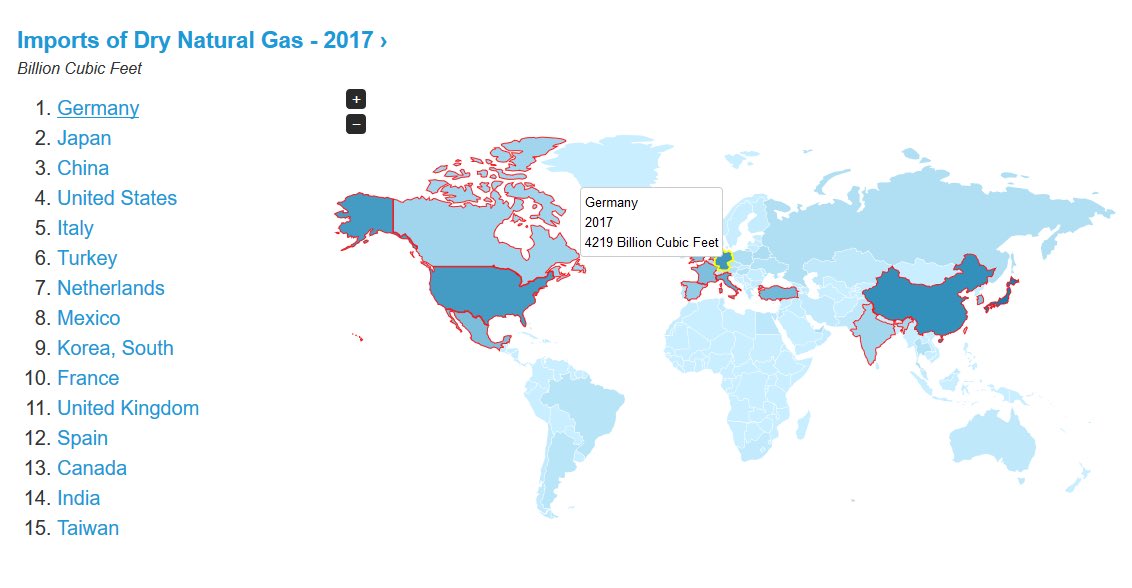 Imports of Dry Natural Gas - 2017 ›
Billion Cubic Feet
1. Germany
2. Japan
3. China
4. United States
5. Italy
6. Turkey
7. Netherlands
8. Mexico
9. Korea, South
10. France
11. United Kingdom
12. Spain
13. Canada
14. India
15. Taiwan
+
−
Germany
2017
4219 Billion Cubic Feet